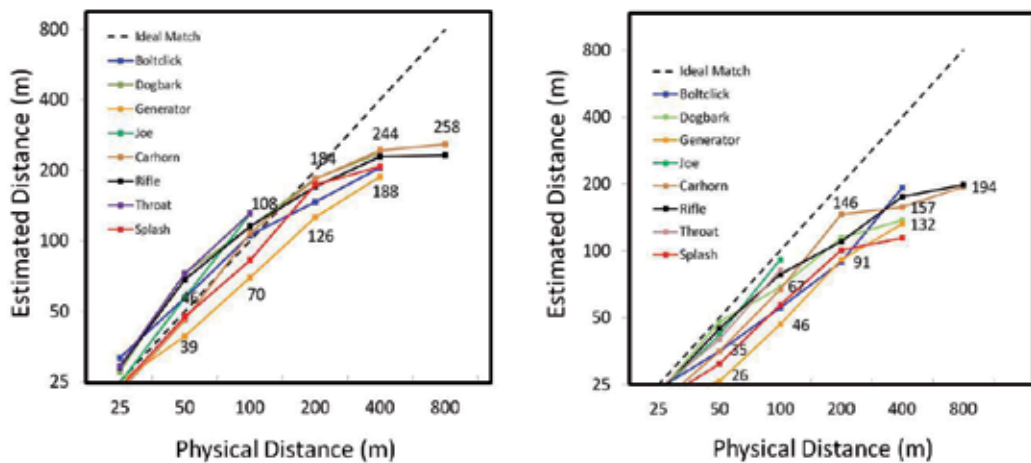 800
400
200
100
50
25
Estimated Distance (m)
Ideal Match
Boltclick
Dogbark
Generator
Joe
Carhorn
Rifle
Throat
Splash
39
70
108
126
184
188
244
258
25 50 100 200 400 800
Physical Distance (m)
800
400
200
100
50
25
Estimated Distance (m)
Ideal Match
Boltclick
Dogbark
Generator
Joe
Carhorn
Rifle
Throat
Splash
35
26
67
46
146
91
157
132
194
25 50 100 200 400 800
Physical Distance (m)